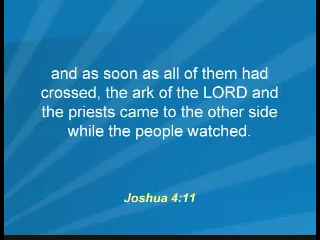 and as soon as all of them had
crossed, the ark of the LORD and
the priests came to the other side
while the people watched.
Joshua 4:11